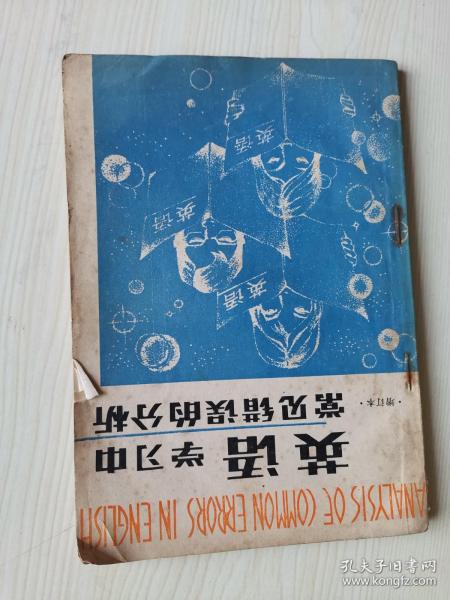 ANALYSIS OF COMMON ERRORS IN ENGLISH
英语学习中
常见错误的分析
·增订本·
英语
英语
英语
孔夫子旧书网
www.kongfz.com